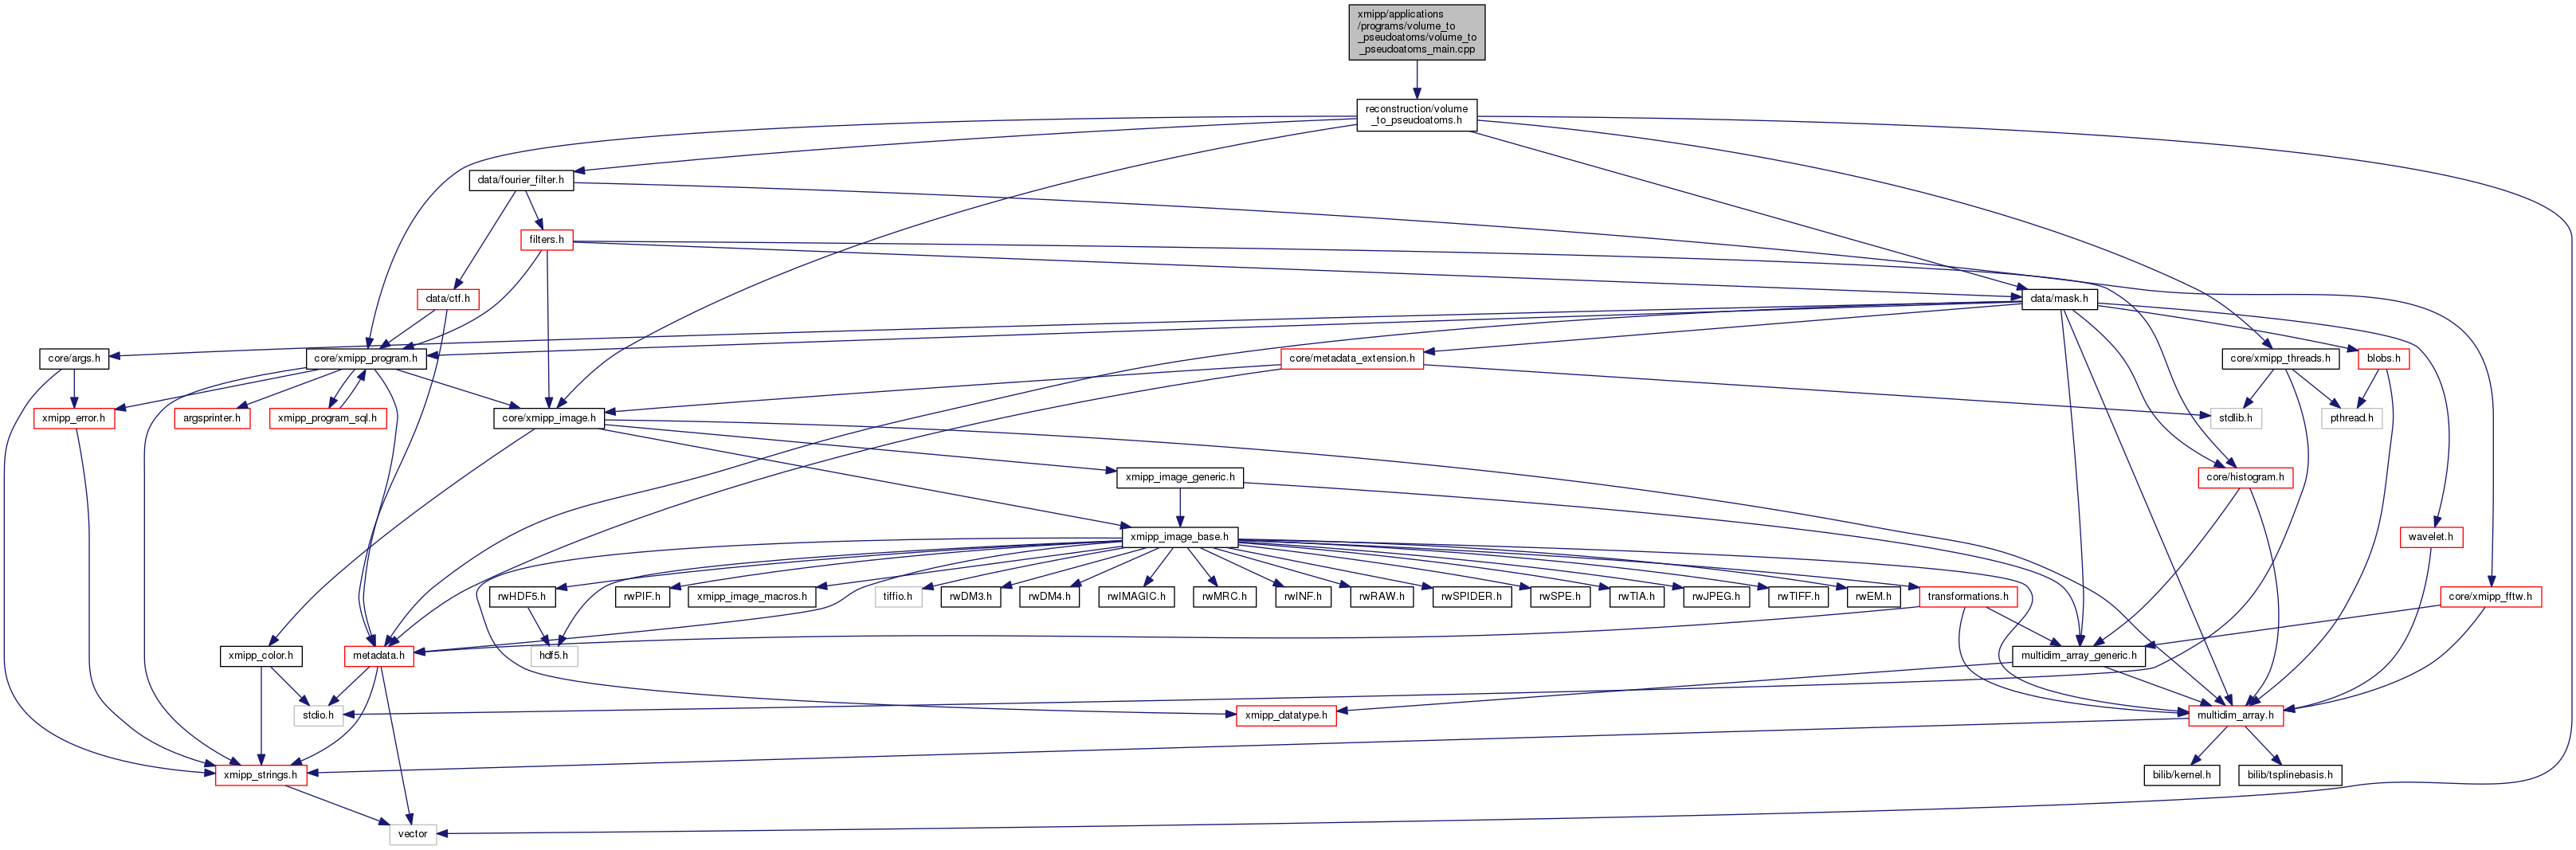 xmipp/applications
/programs/volume_to
_pseudoatoms/volume_to
_pseudoatoms_main.cpp
reconstruction/volume
_to_pseudoatoms.h
data/fourier_filter.h
filters.h
data/ctf.h
data/mask.h
core/args.h
core/xmipp_program.h
core/metadata_extension.h
core/xmipp_threads.h
blobs.h
xmipp_error.h
argsprinter.h
xmipp_program_sql.h
core/xmipp_image.h
stdlib.h
pthread.h
xmipp_image_generic.h
core/histogram.h
xmipp_image_base.h
wavelet.h
rwHDF5.h
rwPIF.h
xmipp_image_macros.h
tiffio.h
rwDM3.h
rwDM4.h
rwIMAGIC.h
rwMRC.h
rwINF.h
rwRAW.h
rwSPIDER.h
rwSPE.h
rwTIA.h
rwJPEG.h
rwTIFF.h
rwEM.h
transformations.h
core/xmipp_fftw.h
xmipp_color.h
metadata.h
hdf5.h
multidim_array_generic.h
stdio.h
xmipp_datatype.h
multidim_array.h
xmipp_strings.h
bilib/kernel.h
bilib/tsplinebasis.h
vector